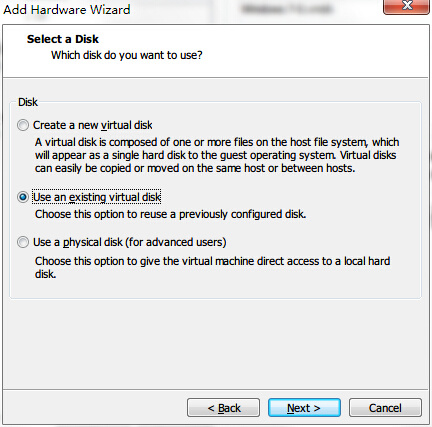 Add Hardware Wizard
Select a Disk
Which disk do you want to use?
Disk
Create a new virtual disk
A virtual disk is composed of one or more files on the host file system, which
will appear as a single hard disk to the guest operating system. Virtual disks
can easily be copied or moved on the same host or between hosts.
Use an existing virtual disk
Choose this option to reuse a previously configured disk.
Use a physical disk (for advanced users)
Choose this option to give the virtual machine direct access to a local hard
disk.
< Back
Next >
Cancel